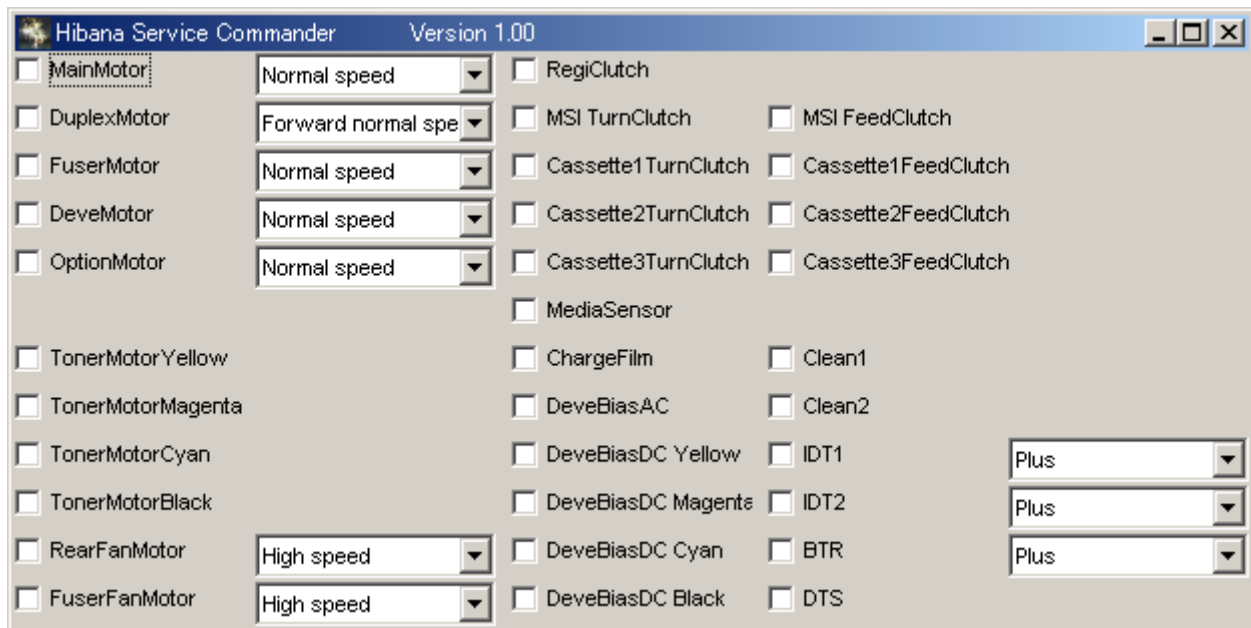 Hibana Service Commander Version 1.00
MainMotor Normal speed RegiClutch
DuplexMotor Forward normal spe MSI TurnClutch MSI FeedClutch
FuserMotor Normal speed Cassette1TurnClutch Cassette1FeedClutch
DeveMotor Normal speed Cassette2TurnClutch Cassette2FeedClutch
OptionMotor Normal speed Cassette3TurnClutch Cassette3FeedClutch
MediaSensor
TonerMotorYellow ChargeFilm Clean1
TonerMotorMagenta DeveBiasAC Clean2
TonerMotorCyan DeveBiasDC Yellow IDT1 Plus
TonerMotorBlack DeveBiasDC Magenta IDT2 Plus
RearFanMotor High speed DeveBiasDC Cyan BTR Plus
FuserFanMotor High speed DeveBiasDC Black DTS